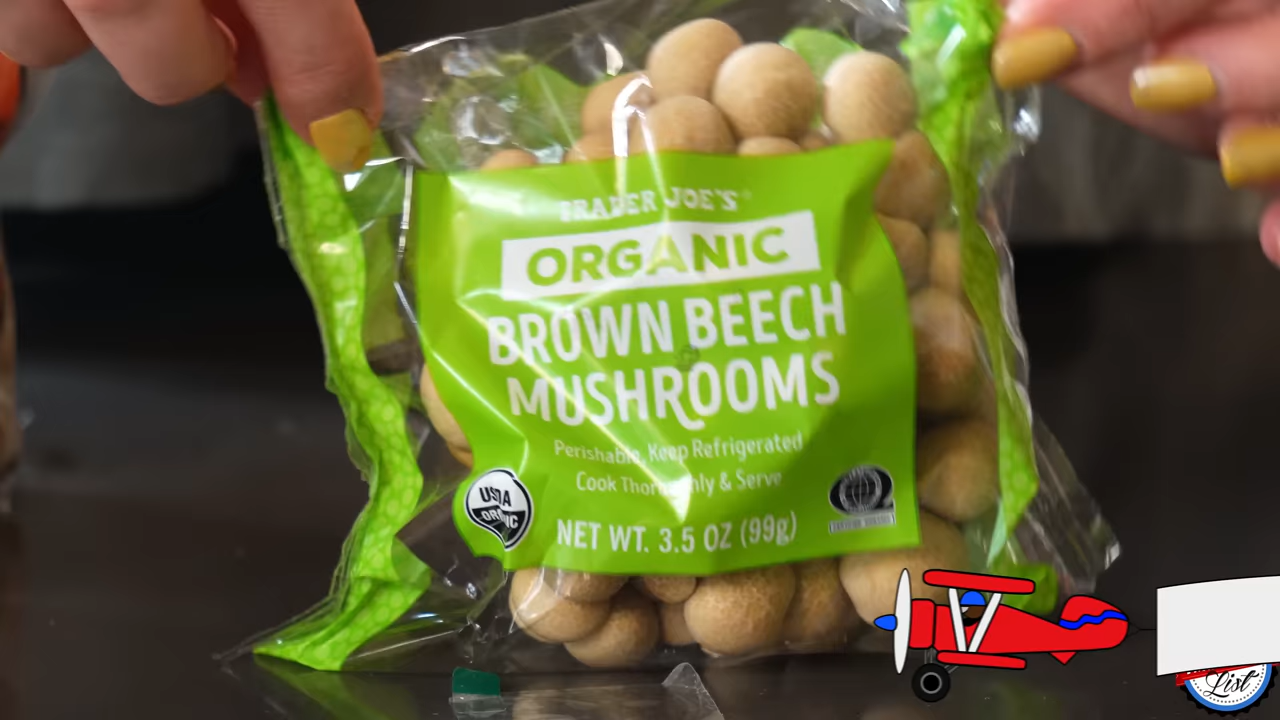 TRADER JOE'S
ORGANIC
BROWN BEECH
MUSHROOMS
Perishable, Keep Refrigerated
Cook Thoroughly & Serve
USDA
ORGANIC
NET WT. 3.5 OZ (99g)
List